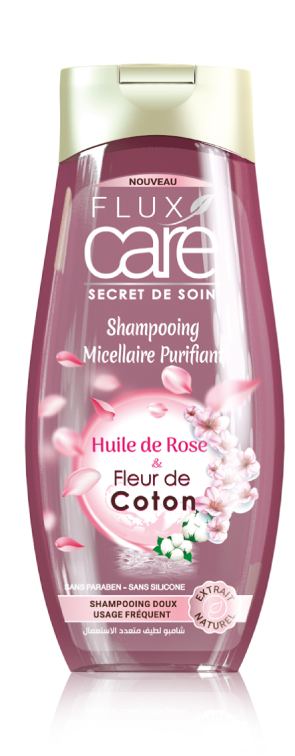 NOUVEAU
FLUX
care
SECRET DE SOIN
Shampooing
Micellaire Purifian
Huile de Rose
&
Fleur de
Coton
SANS PARABEN - SANS SILICONE
SHAMPOOING DOUX
USAGE FRÉQUENT
EXTRAIT NATUREL
شامبو لطيف متعدد الاستعمال